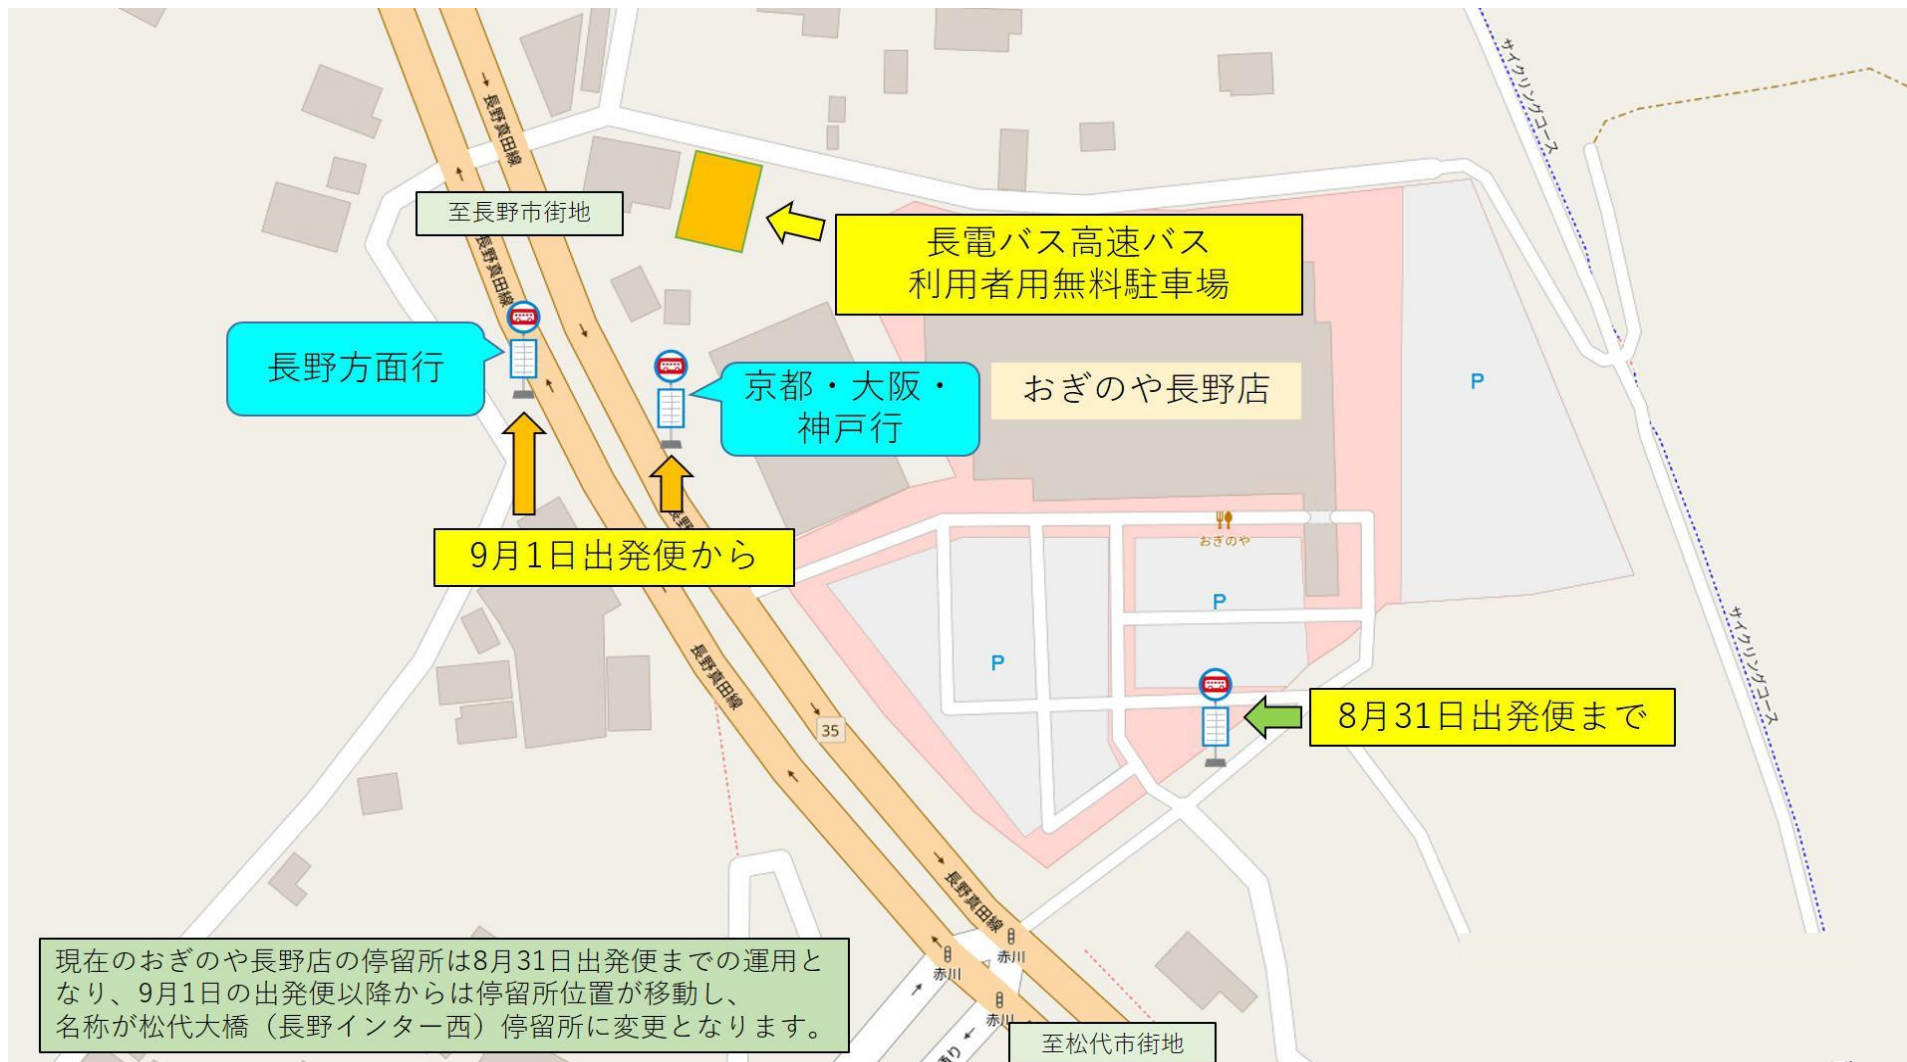 サイクリングコース
長野真田線
至長野市街地
長野真田線
長電バス高速バス
利用者用無料駐車場
長野方面行
京都・大阪・
神戸行
おぎのや長野店
P
9月1日出発便から
おぎのや
P
P
長野真田線
35
8月31日出発便まで
サイクリングコース
長野真田線
赤川
赤川
赤川
現在のおぎのや長野店の停留所は8月31日出発便までの運用と
なり、9月1日の出発便以降からは停留所位置が移動し、
名称が松代大橋（長野インター西）停留所に変更となります。
至松代市街地